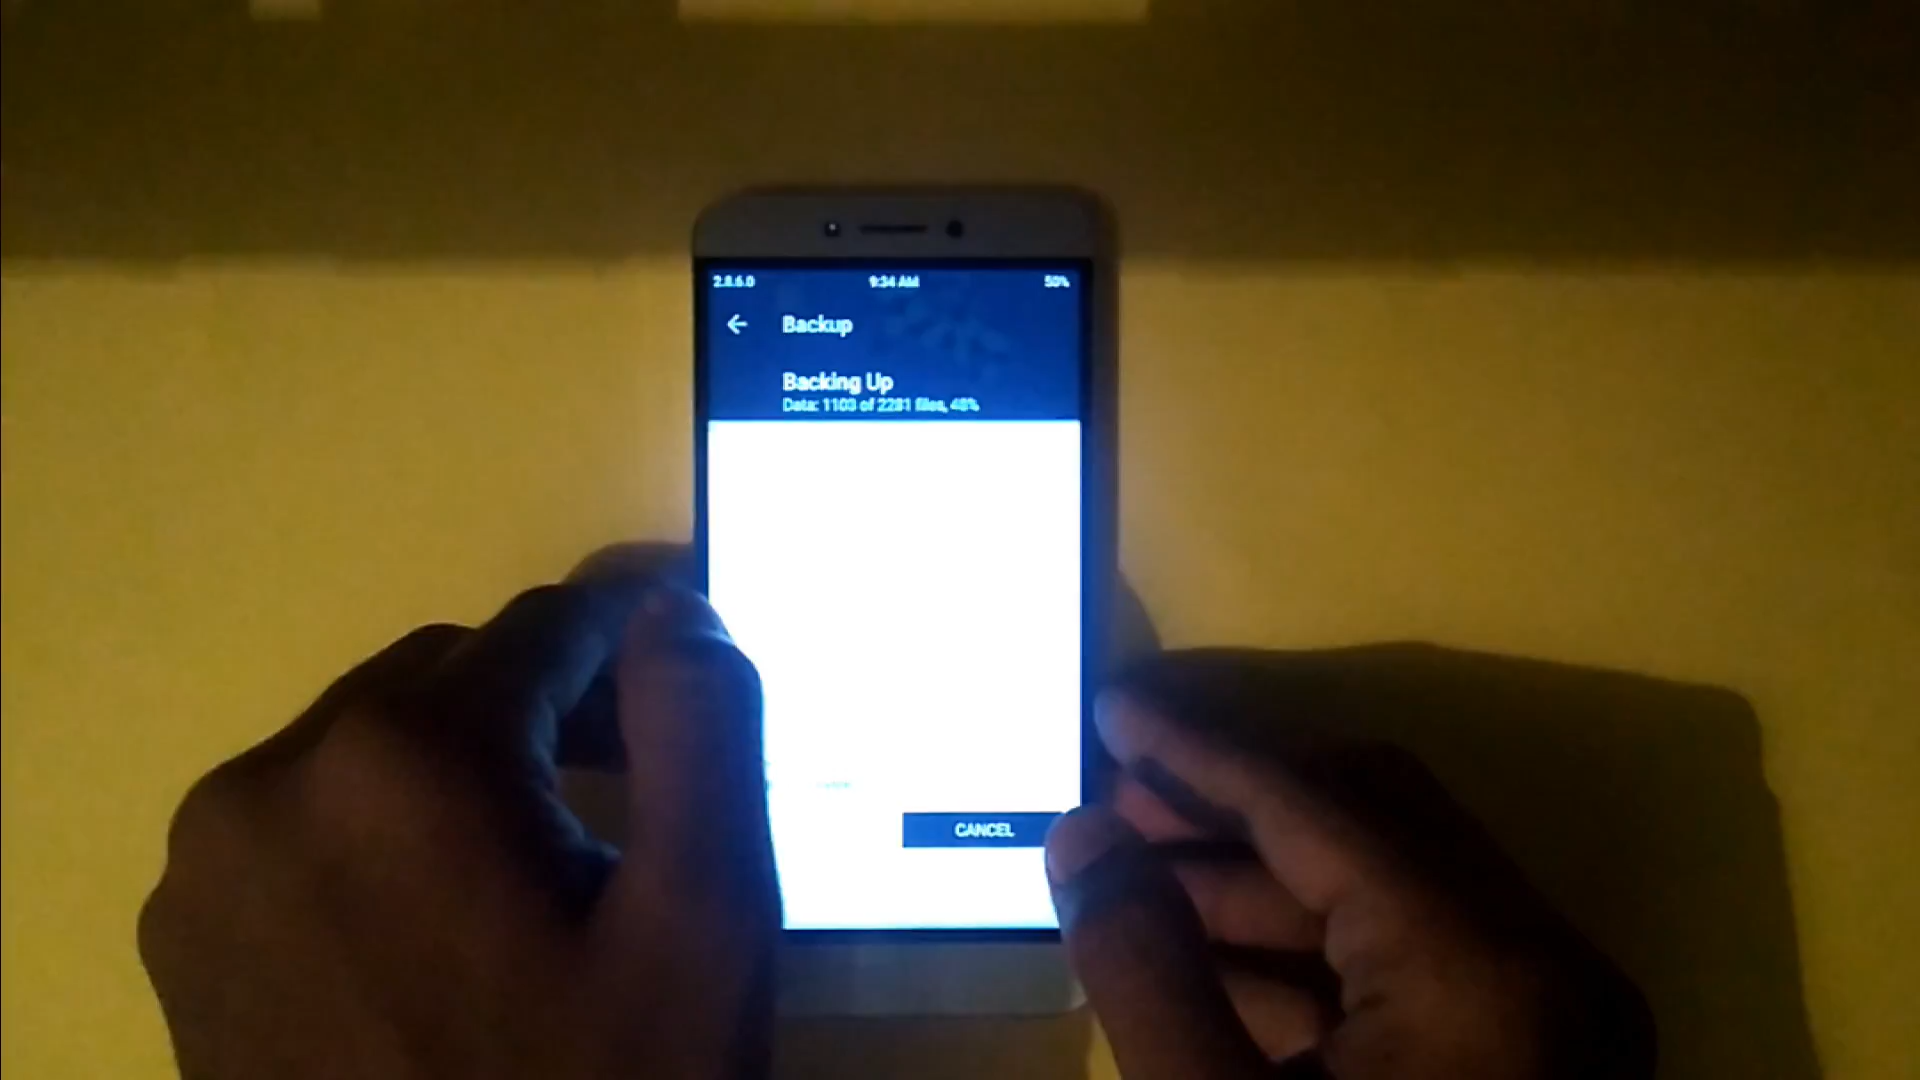 2.8.6.0 9:34 AM 50%
Backup
Backing Up
Data: 1103 of 2281 files, 48%
CANCEL